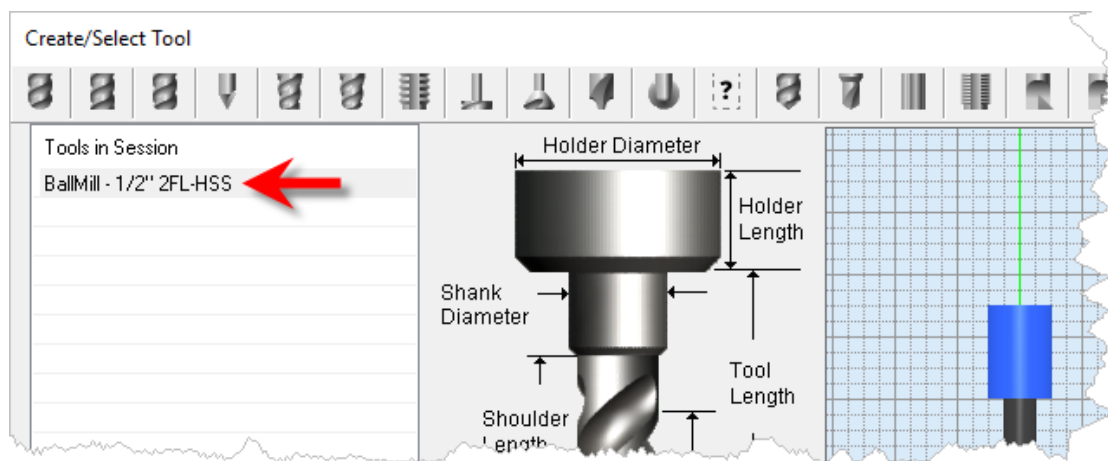 Create/Select Tool
?
Tools in Session
BallMill - 1/2" 2FL-HSS
Holder Diameter
Holder
Length
Shank
Diameter
Tool
Length
Shoulder
Length